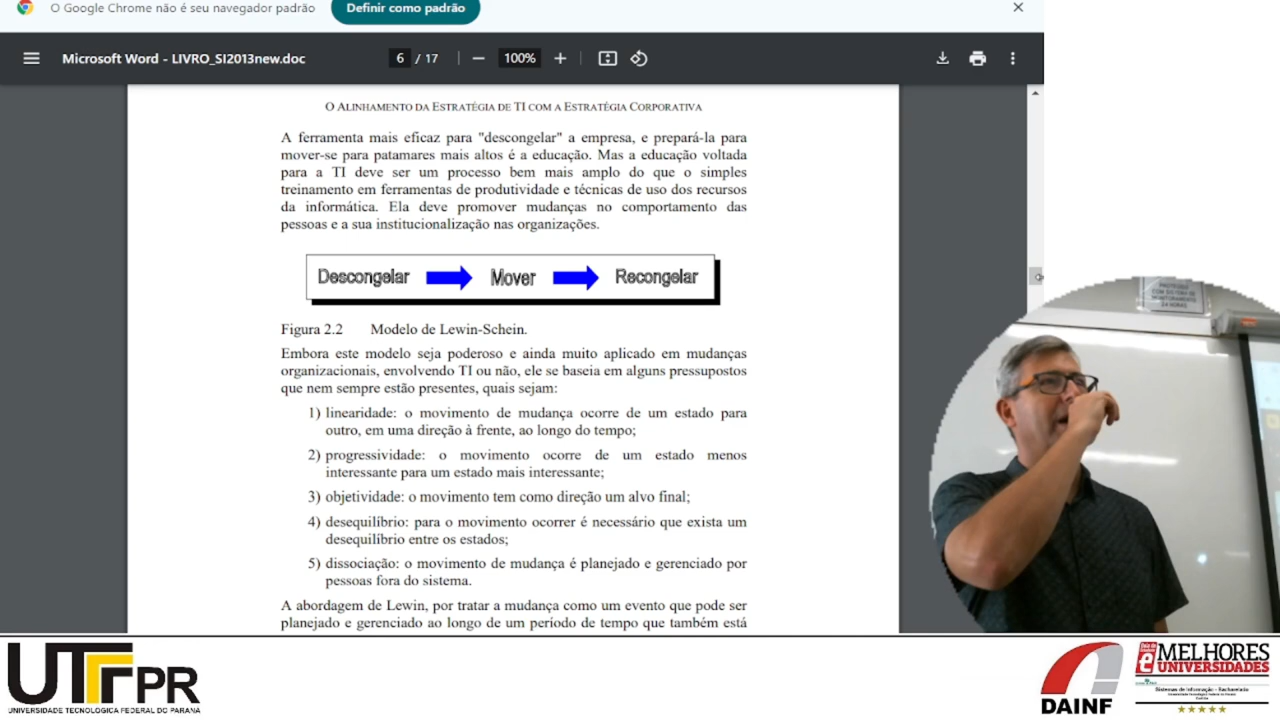 O Google Chrome não é seu navegador padrão
Definir como padrão
Microsoft Word - LIVRO_SI2013new.doc
6 / 17
100%
O ALINHAMENTO DA ESTRATÉGIA DE TI COM A ESTRATÉGIA CORPORATIVA
A ferramenta mais eficaz para "descongelar" a empresa, e prepará-la para
mover-se para patamares mais altos é a educação. Mas a educação voltada
para a TI deve ser um processo bem mais amplo do que o simples
treinamento em ferramentas de produtividade e técnicas de uso dos recursos
da informática. Ela deve promover mudanças no comportamento das
pessoas e a sua institucionalização nas organizações.
Descongelar Mover Recongelar
Figura 2.2 Modelo de Lewin-Schein.
Embora este modelo seja poderoso e ainda muito aplicado em mudanças
organizacionais, envolvendo TI ou não, ele se baseia em alguns pressupostos
que nem sempre estão presentes, quais sejam:
1) linearidade: o movimento de mudança ocorre de um estado para
outro, em uma direção à frente, ao longo do tempo;
2) progressividade: o movimento ocorre de um estado menos
interessante para um estado mais interessante;
3) objetividade: o movimento tem como direção um alvo final;
4) desequilíbrio: para o movimento ocorrer é necessário que exista um
desequilíbrio entre os estados;
5) dissociação: o movimento de mudança é planejado e gerenciado por
pessoas fora do sistema.
A abordagem de Lewin, por tratar a mudança como um evento que pode ser
planejado e gerenciado ao longo de um período de tempo que também está
PROTEGIDO
COM SISTEMA DE
MONITORAMENTO
24 HORAS
UTFPR
UNIVERSIDADE TECNOLÓGICA FEDERAL DO PARANÁ
DAINF
MELHORES
UNIVERSIDADES
Sistemas de Informação - Bacharelado